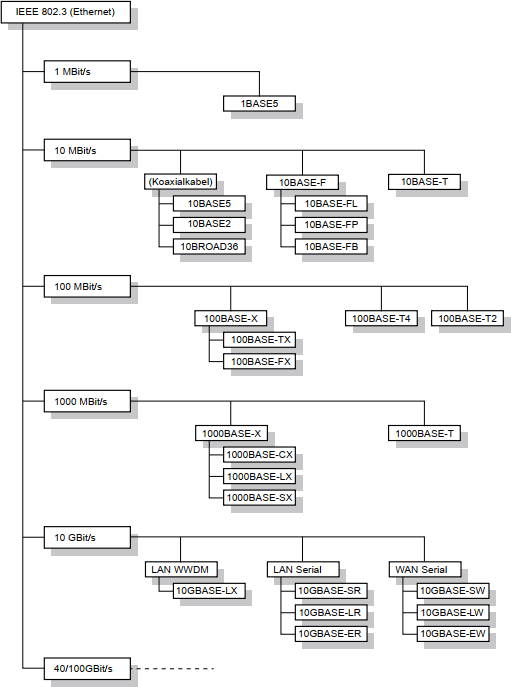 IEEE 802.3 (Ethernet)
1 MBit/s
1BASE5
10 MBit/s
(Koaxialkabel)
10BASE5
10BASE2
10BROAD36
10BASE-F
10BASE-FL
10BASE-FP
10BASE-FB
10BASE-T
100 MBit/s
100BASE-X
100BASE-TX
100BASE-FX
100BASE-T4
100BASE-T2
1000 MBit/s
1000BASE-X
1000BASE-CX
1000BASE-LX
1000BASE-SX
1000BASE-T
10 GBit/s
LAN WWDM
10GBASE-LX
LAN Serial
10GBASE-SR
10GBASE-LR
10GBASE-ER
WAN Serial
10GBASE-SW
10GBASE-LW
10GBASE-EW
40/100GBit/s